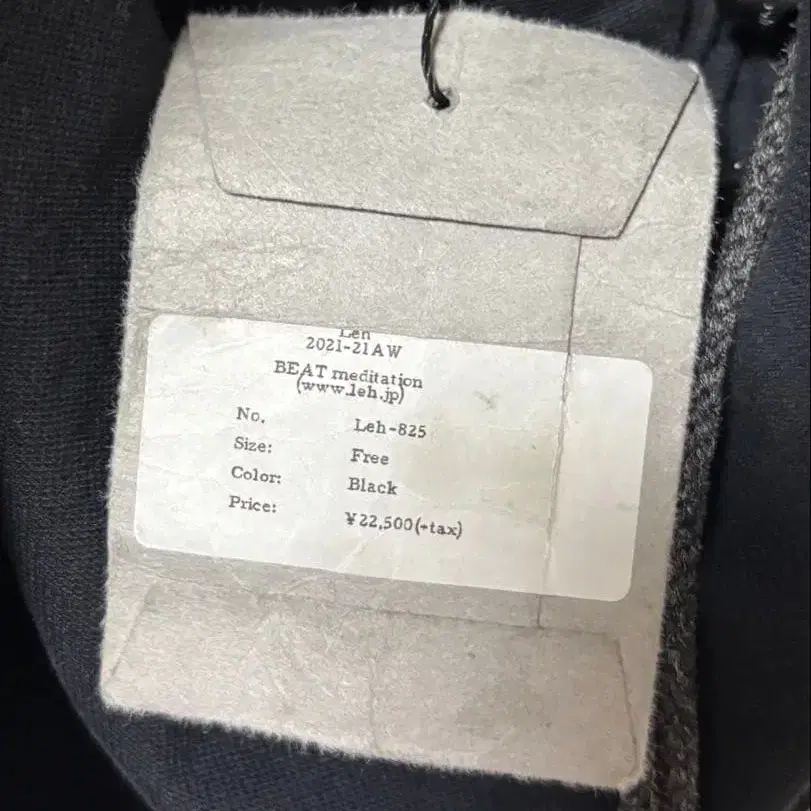 Leh
2021-21AW
BEAT meditation
(www.leh.jp)
No. Leh-825
Size: Free
Color: Black
Price: ¥22,500(+tax)